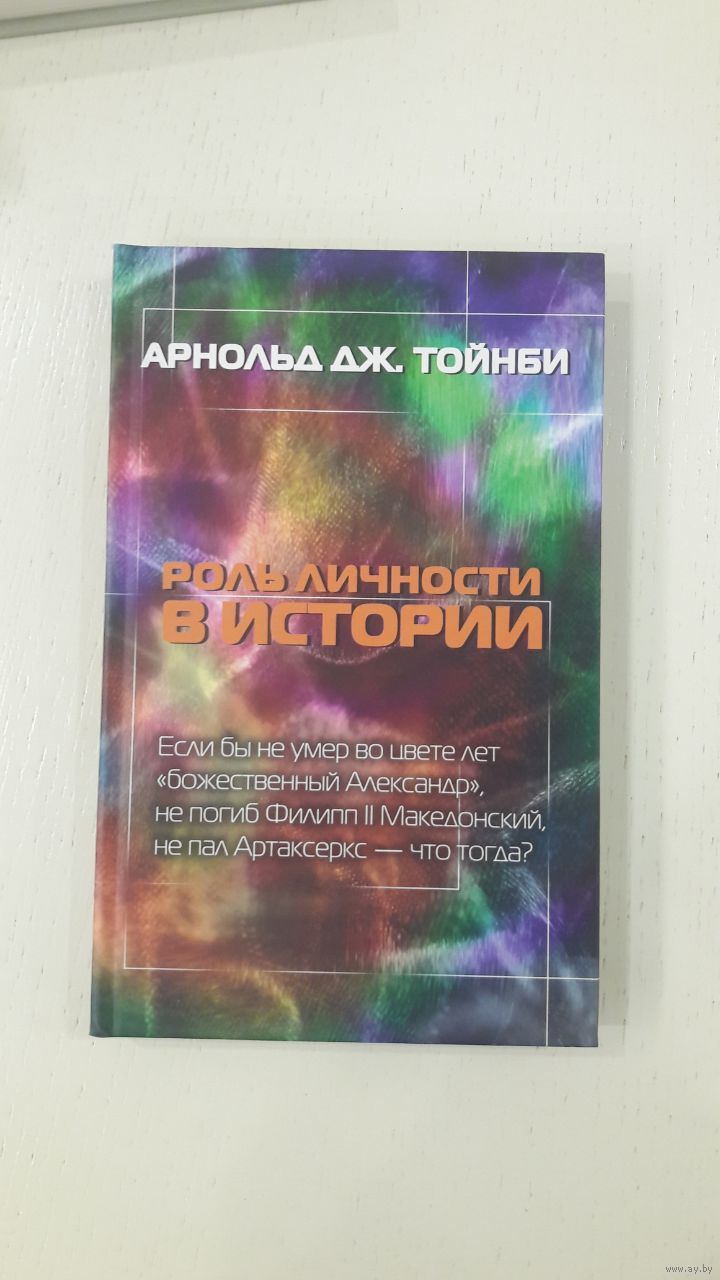 АРНОЛЬД ДЖ. ТОЙНБИ
РОЛЬ ЛИЧНОСТИ
В ИСТОРИИ
Если бы не умер во цвете лет
«божественный Александр»,
не погиб Филипп II Македонский,
не пал Артаксеркс — что тогда?
www.ay.by